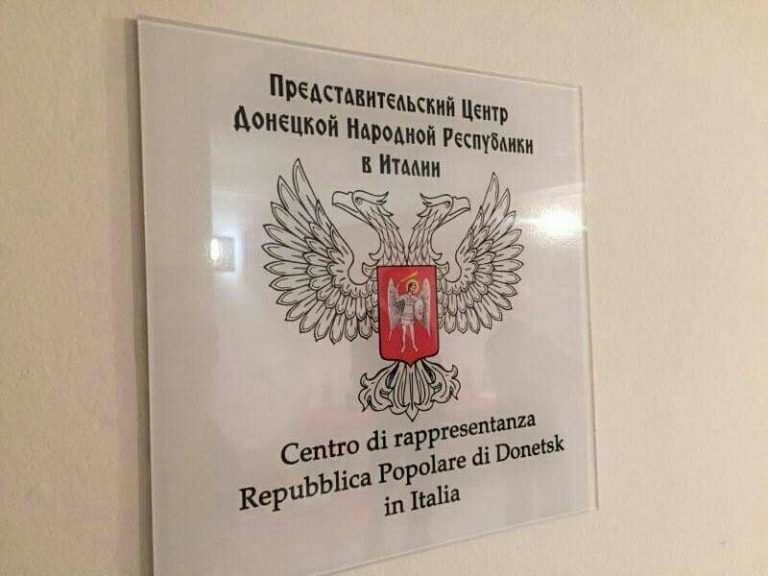 Представительский Центр
Донецкой Народной Республики
в Италии
Centro di rappresentanza
Repubblica Popolare di Donetsk
in Italia